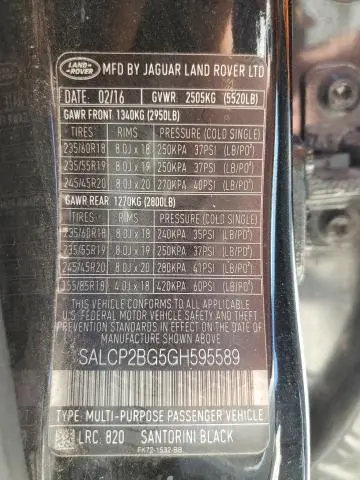 LAND ROVER
MFD BY JAGUAR LAND ROVER LTD
DATE: 02/16 GVWR: 2505KG (5520LB)
GAWR FRONT: 1340KG (2950LB)
TIRES RIMS PRESSURE (COLD SINGLE)
235/60R18 8.0J x 18 250KPA 37PSI (LB/PO²)
235/55R19 8.0J x 19 250KPA 37PSI (LB/PO²)
245/45R20 8.0J x 20 270KPA 40PSI (LB/PO²)
GAWR REAR: 1270KG (2800LB)
TIRES RIMS PRESSURE (COLD SINGLE)
235/60R18 8.0J x 18 240KPA 35PSI (LB/PO²)
235/55R19 8.0J x 19 250KPA 37PSI (LB/PO²)
245/45R20 8.0J x 20 280KPA 41PSI (LB/PO²)
155/85R18 4.0J x 18 420KPA 60PSI (LB/PO²)
THIS VEHICLE CONFORMS TO ALL APPLICABLE
U.S. FEDERAL MOTOR VEHICLE SAFETY, BUMPER, AND
THEFT PREVENTION STANDARDS IN EFFECT ON THE DATE
OF MANUFACTURE SHOWN ABOVE.
SALCP2BG5GH595589
TYPE: MULTI-PURPOSE PASSENGER VEHICLE
LRC: 820 SANTORINI BLACK
FK72-1532-BB